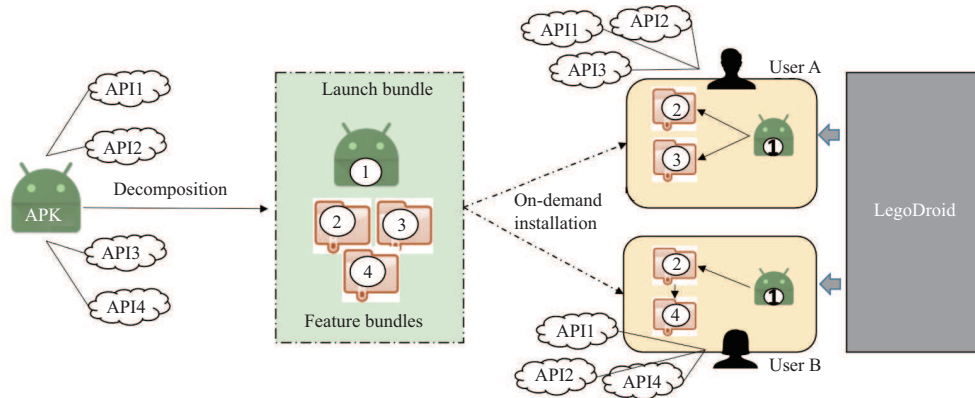 API1
API2
APK
API3
API4
Decomposition
Launch bundle
1
2
3
4
Feature bundles
On-demand
installation
API1
API2
API3
User A
2
3
1
2
4
1
API1
API2
API4
User B
LegoDroid